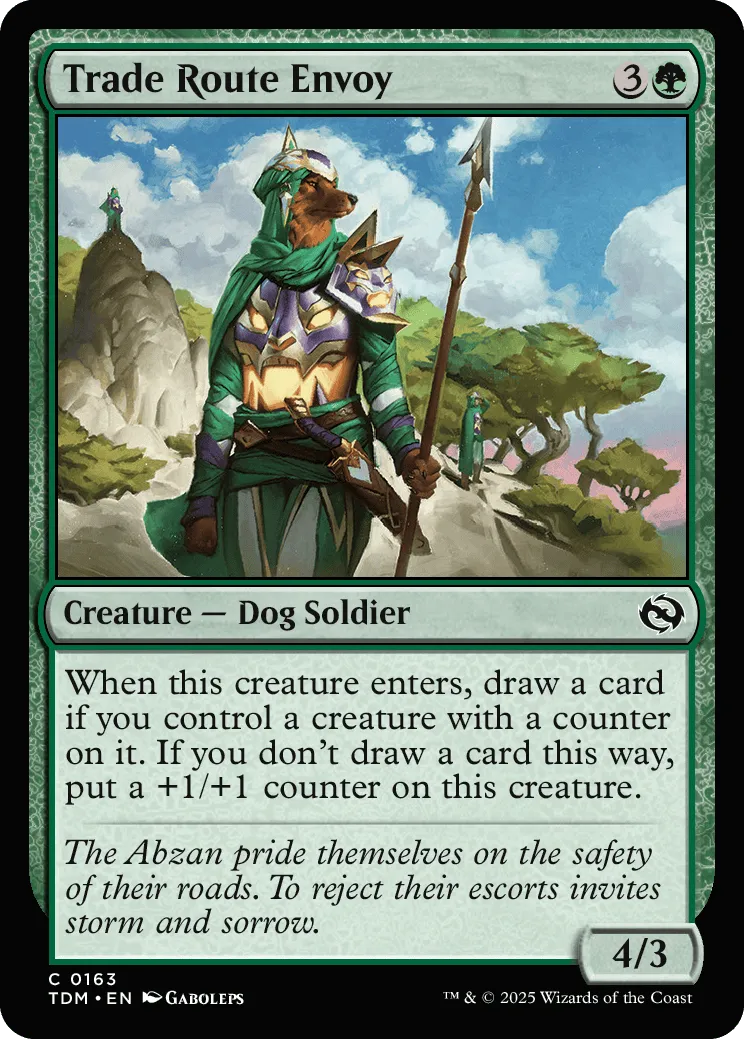 Trade Route Envoy
3
Creature — Dog Soldier
When this creature enters, draw a card
if you control a creature with a counter
on it. If you don't draw a card this way,
put a +1/+1 counter on this creature.
The Abzan pride themselves on the safety
of their roads. To reject their escorts invites
storm and sorrow.
4/3
C 0163
TDM • EN Gaboleps
™ & © 2025 Wizards of the Coast